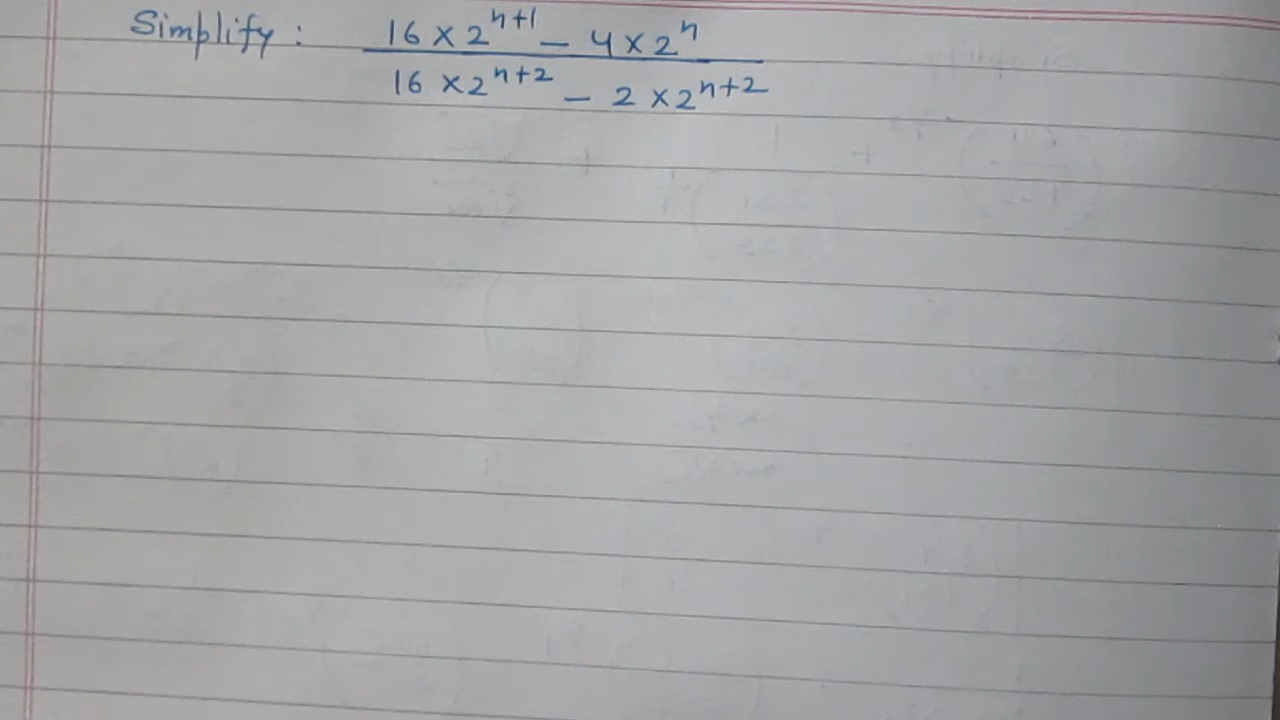 Simplify : 16 × 2^{n+1} - 4 × 2^n
16 × 2^{n+2} - 2 × 2^{n+2}